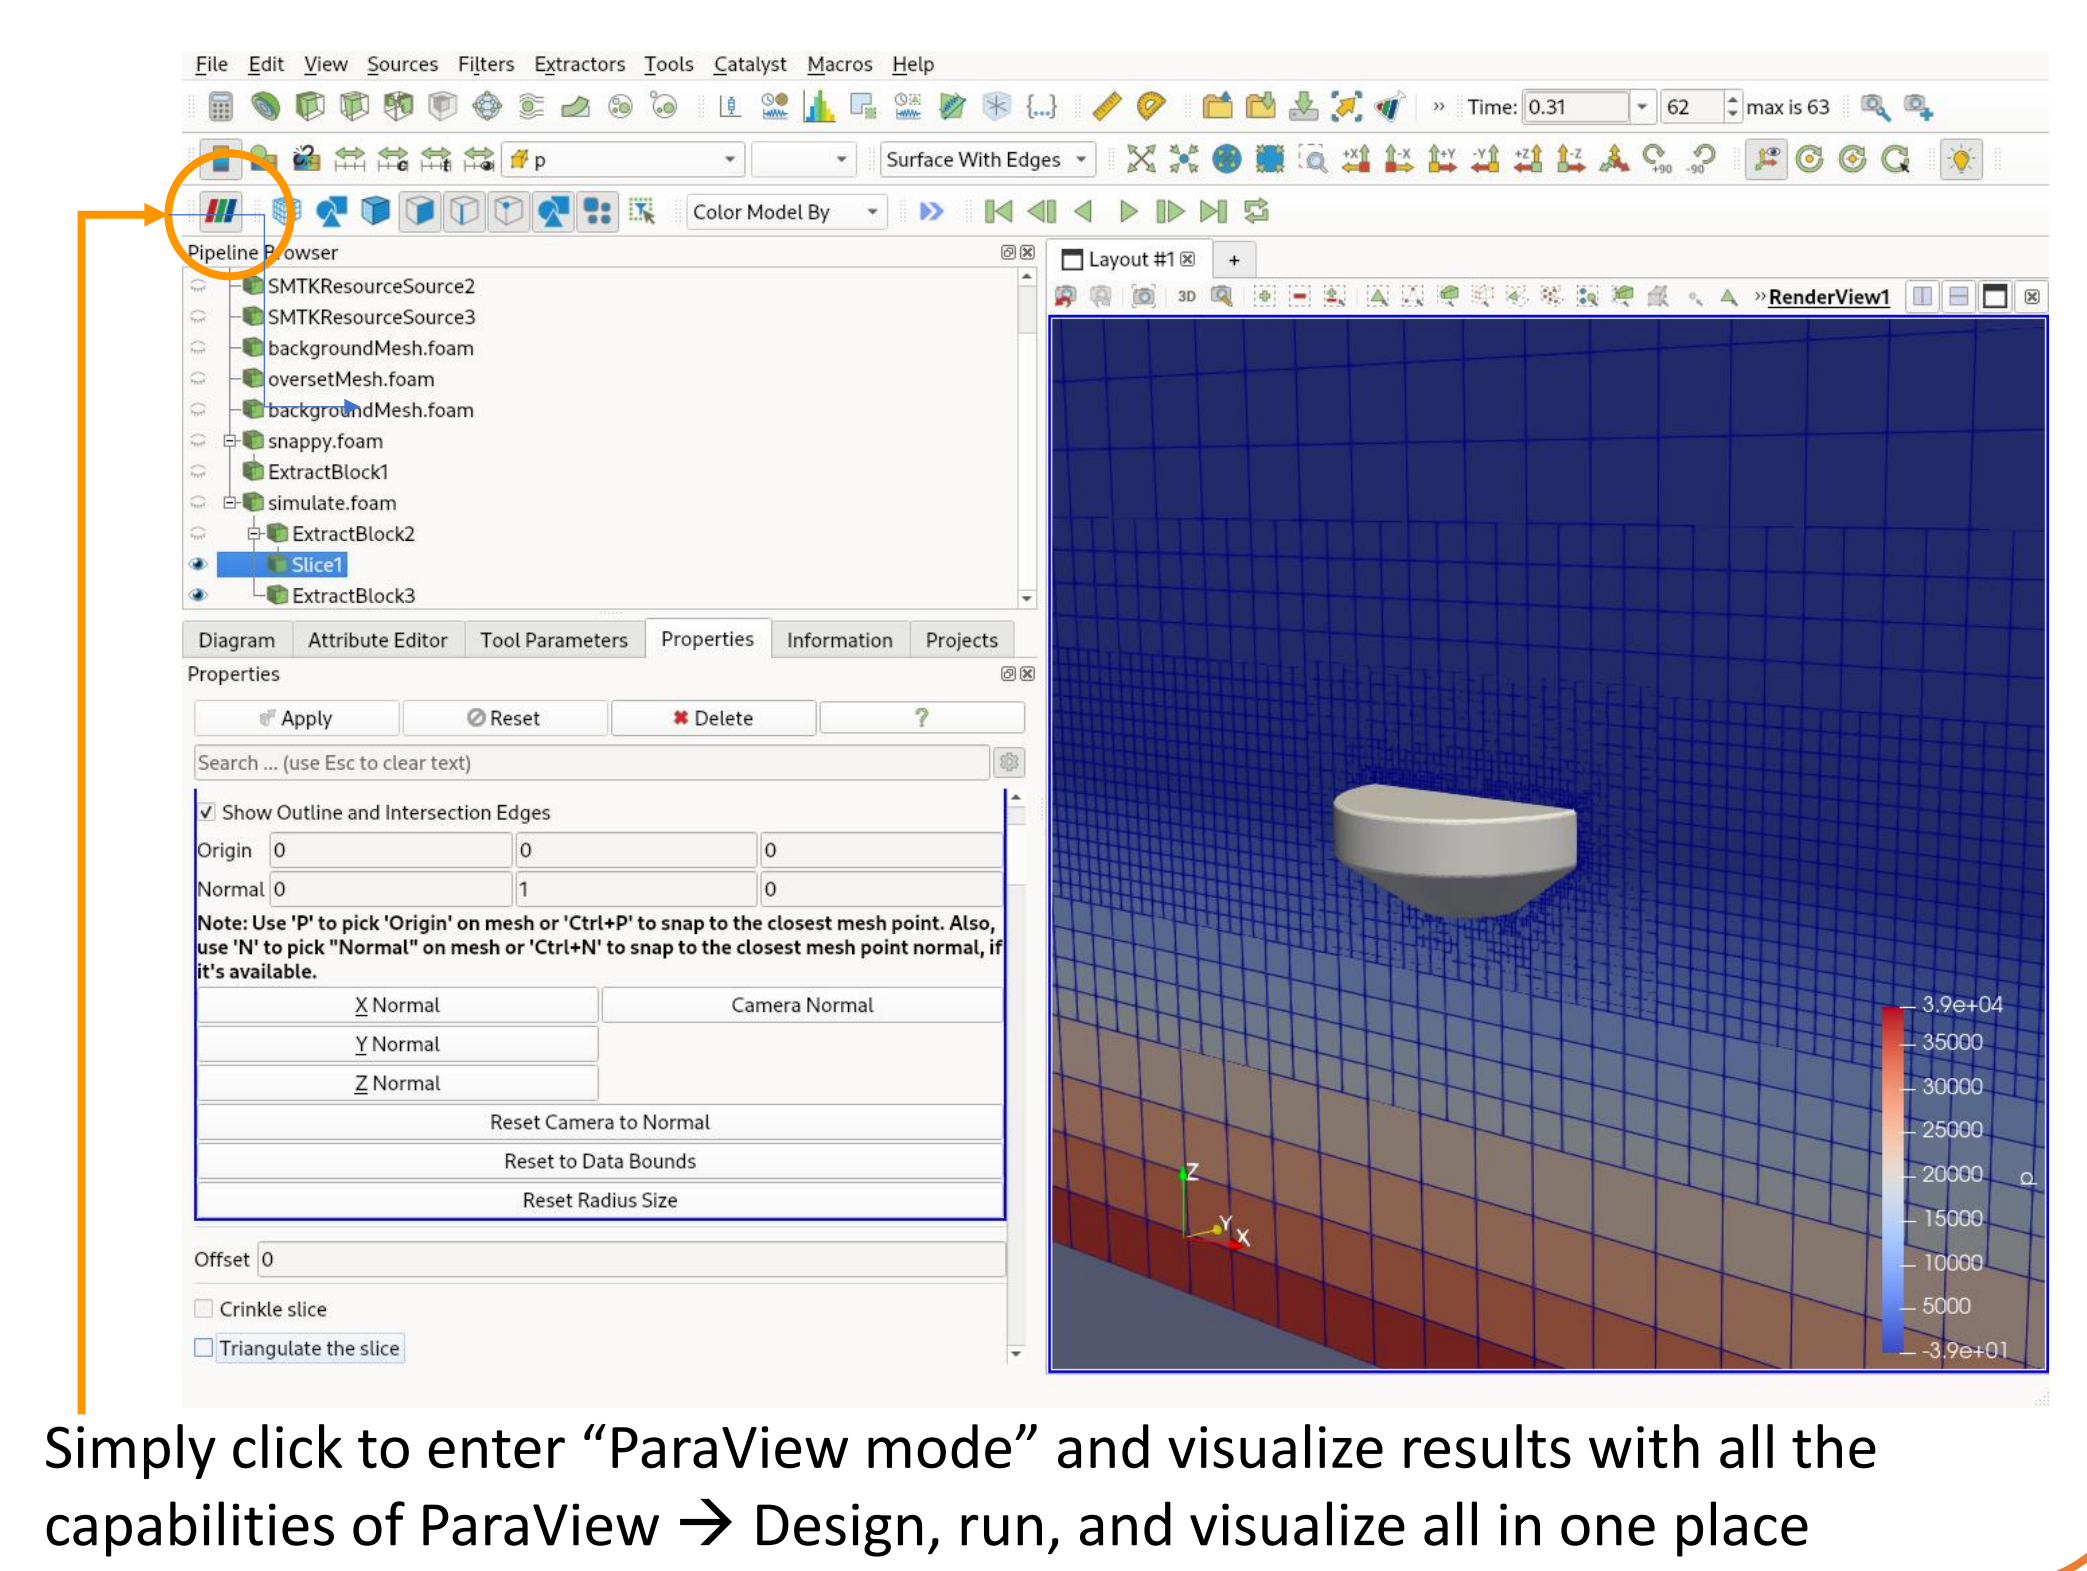 File Edit View Sources Filters Extractors Tools Catalyst Macros Help
» Time: 0.31 62 max is 63
p Surface With Edges +X -X +Y -Y +Z -Z +90 -90
Color Model By
Pipeline Browser
SMTKResourceSource2
SMTKResourceSource3
backgroundMesh.foam
oversetMesh.foam
backgroundMesh.foam
snappy.foam
ExtractBlock1
simulate.foam
ExtractBlock2
Slice1
ExtractBlock3
Diagram Attribute Editor Tool Parameters Properties Information Projects
Properties
Apply Reset Delete ?
Search ... (use Esc to clear text)
Show Outline and Intersection Edges
Origin 0 0 0
Normal 0 1 0
Note: Use 'P' to pick 'Origin' on mesh or 'Ctrl+P' to snap to the closest mesh point. Also,
use 'N' to pick "Normal" on mesh or 'Ctrl+N' to snap to the closest mesh point normal, if
it's available.
X Normal Camera Normal
Y Normal
Z Normal
Reset Camera to Normal
Reset to Data Bounds
Reset Radius Size
Offset 0
Crinkle slice
Triangulate the slice
Layout #1 +
3D » RenderView1
3.9e+04
35000
30000
25000
20000
15000
10000
5000
-3.9e+01
p
Z
Y
X
Simply click to enter “ParaView mode” and visualize results with all the
capabilities of ParaView → Design, run, and visualize all in one place